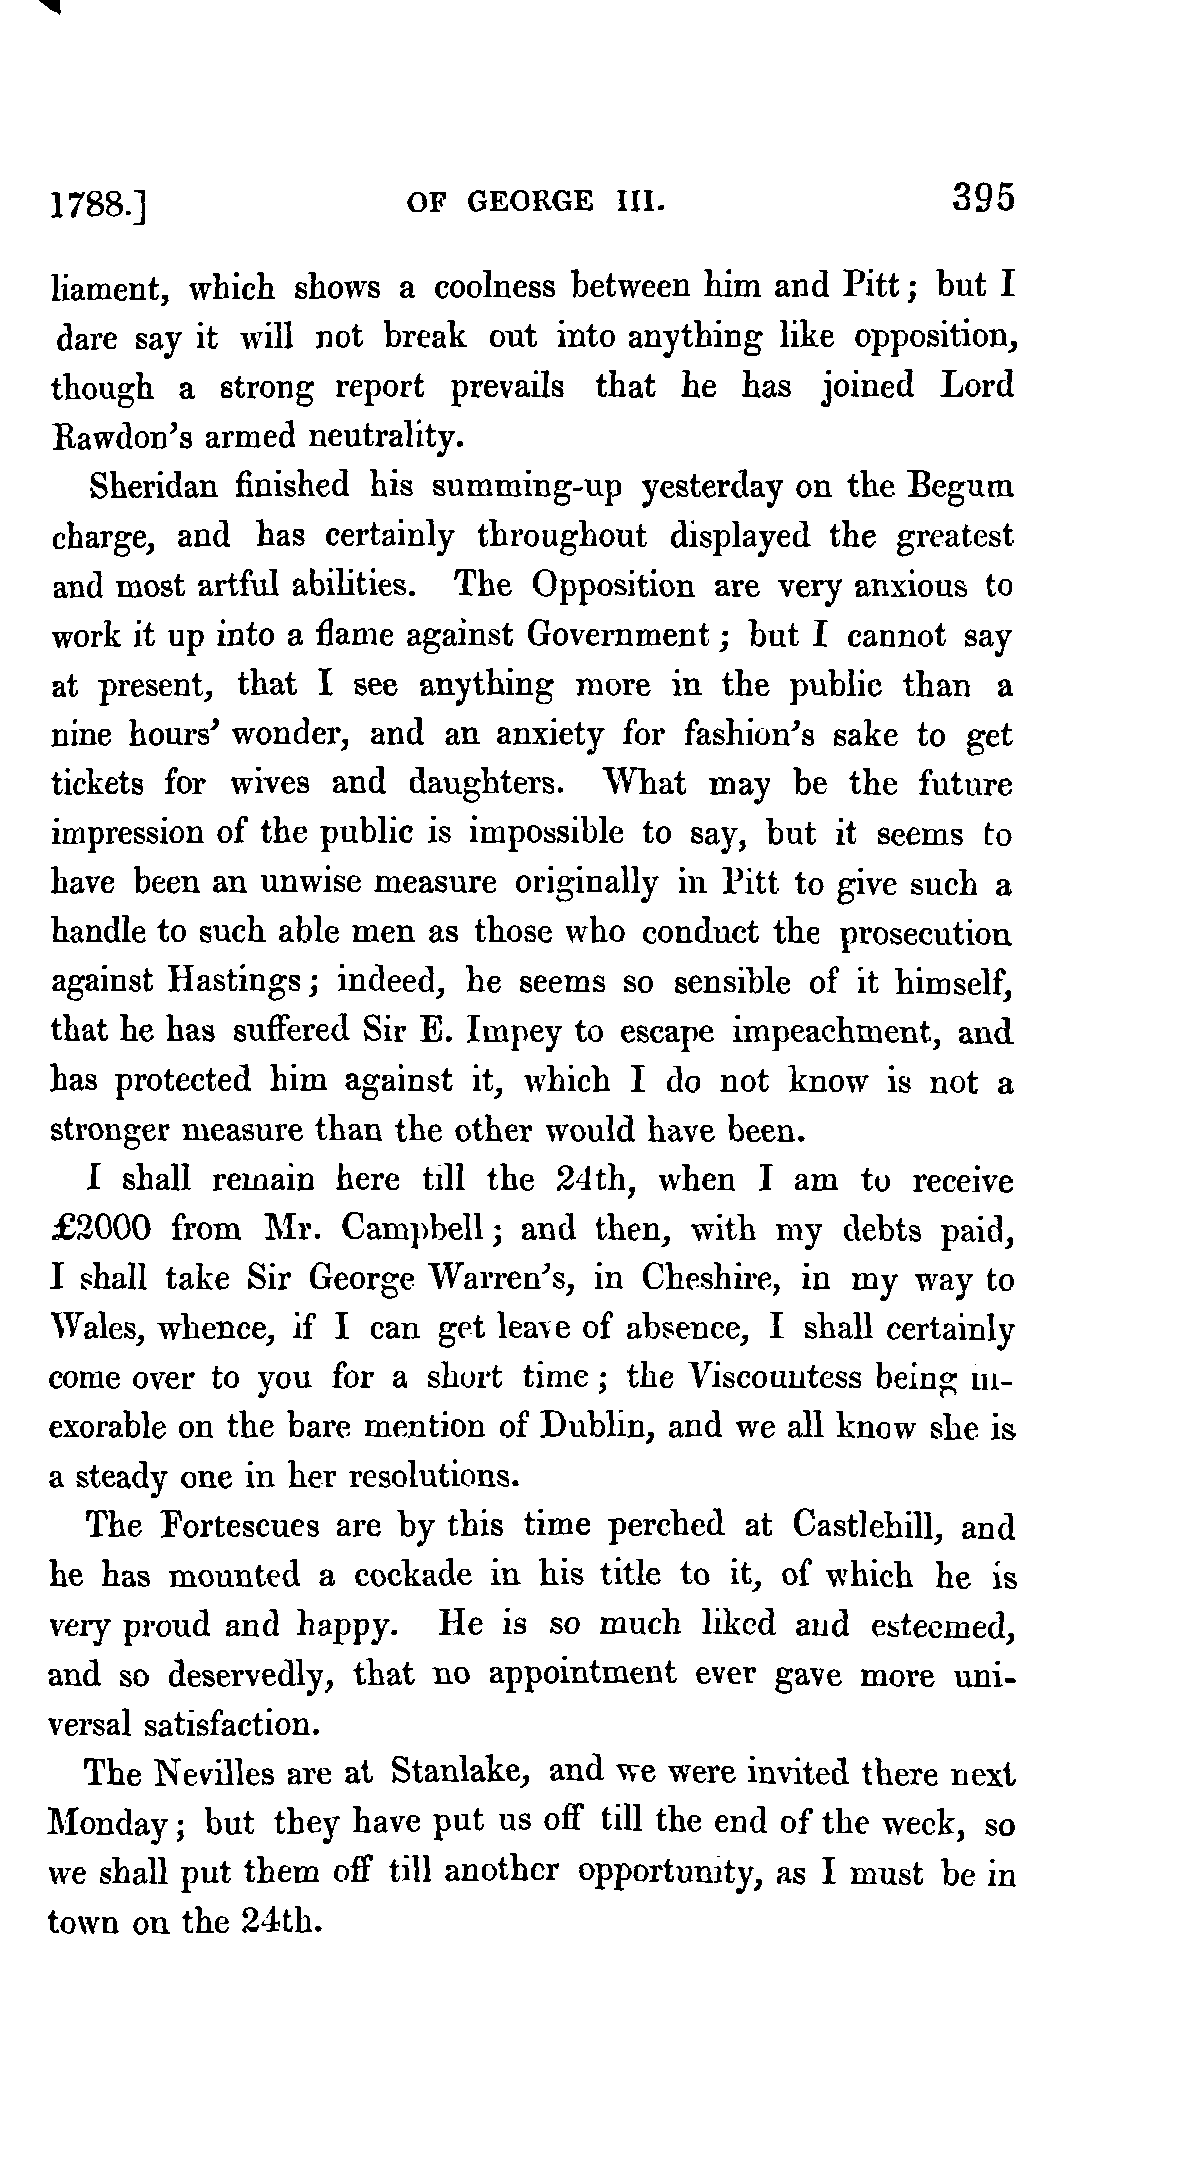 1788.] OF GEORGE III. 395
liament, which shows a coolness between him and Pitt; but I
dare say it will not break out into anything like opposition,
though a strong report prevails that he has joined Lord
Rawdon's armed neutrality.
Sheridan finished his summing-up yesterday on the Begum
charge, and has certainly throughout displayed the greatest
and most artful abilities. The Opposition are very anxious to
work it up into a flame against Government; but I cannot say
at present, that I see anything more in the public than a
nine hours' wonder, and an anxiety for fashion's sake to get
tickets for wives and daughters. What may be the future
impression of the public is impossible to say, but it seems to
have been an unwise measure originally in Pitt to give such a
handle to such able men as those who conduct the prosecution
against Hastings; indeed, he seems so sensible of it himself,
that he has suffered Sir E. Impey to escape impeachment, and
has protected him against it, which I do not know is not a
stronger measure than the other would have been.
I shall remain here till the 24th, when I am to receive
£2000 from Mr. Campbell; and then, with my debts paid,
I shall take Sir George Warren's, in Cheshire, in my way to
Wales, whence, if I can get leave of absence, I shall certainly
come over to you for a short time; the Viscountess being in-
exorable on the bare mention of Dublin, and we all know she is
a steady one in her resolutions.
The Fortescues are by this time perched at Castlehill, and
he has mounted a cockade in his title to it, of which he is
very proud and happy. He is so much liked and esteemed,
and so deservedly, that no appointment ever gave more uni-
versal satisfaction.
The Nevilles are at Stanlake, and we were invited there next
Monday; but they have put us off till the end of the week, so
we shall put them off till another opportunity, as I must be in
town on the 24th.